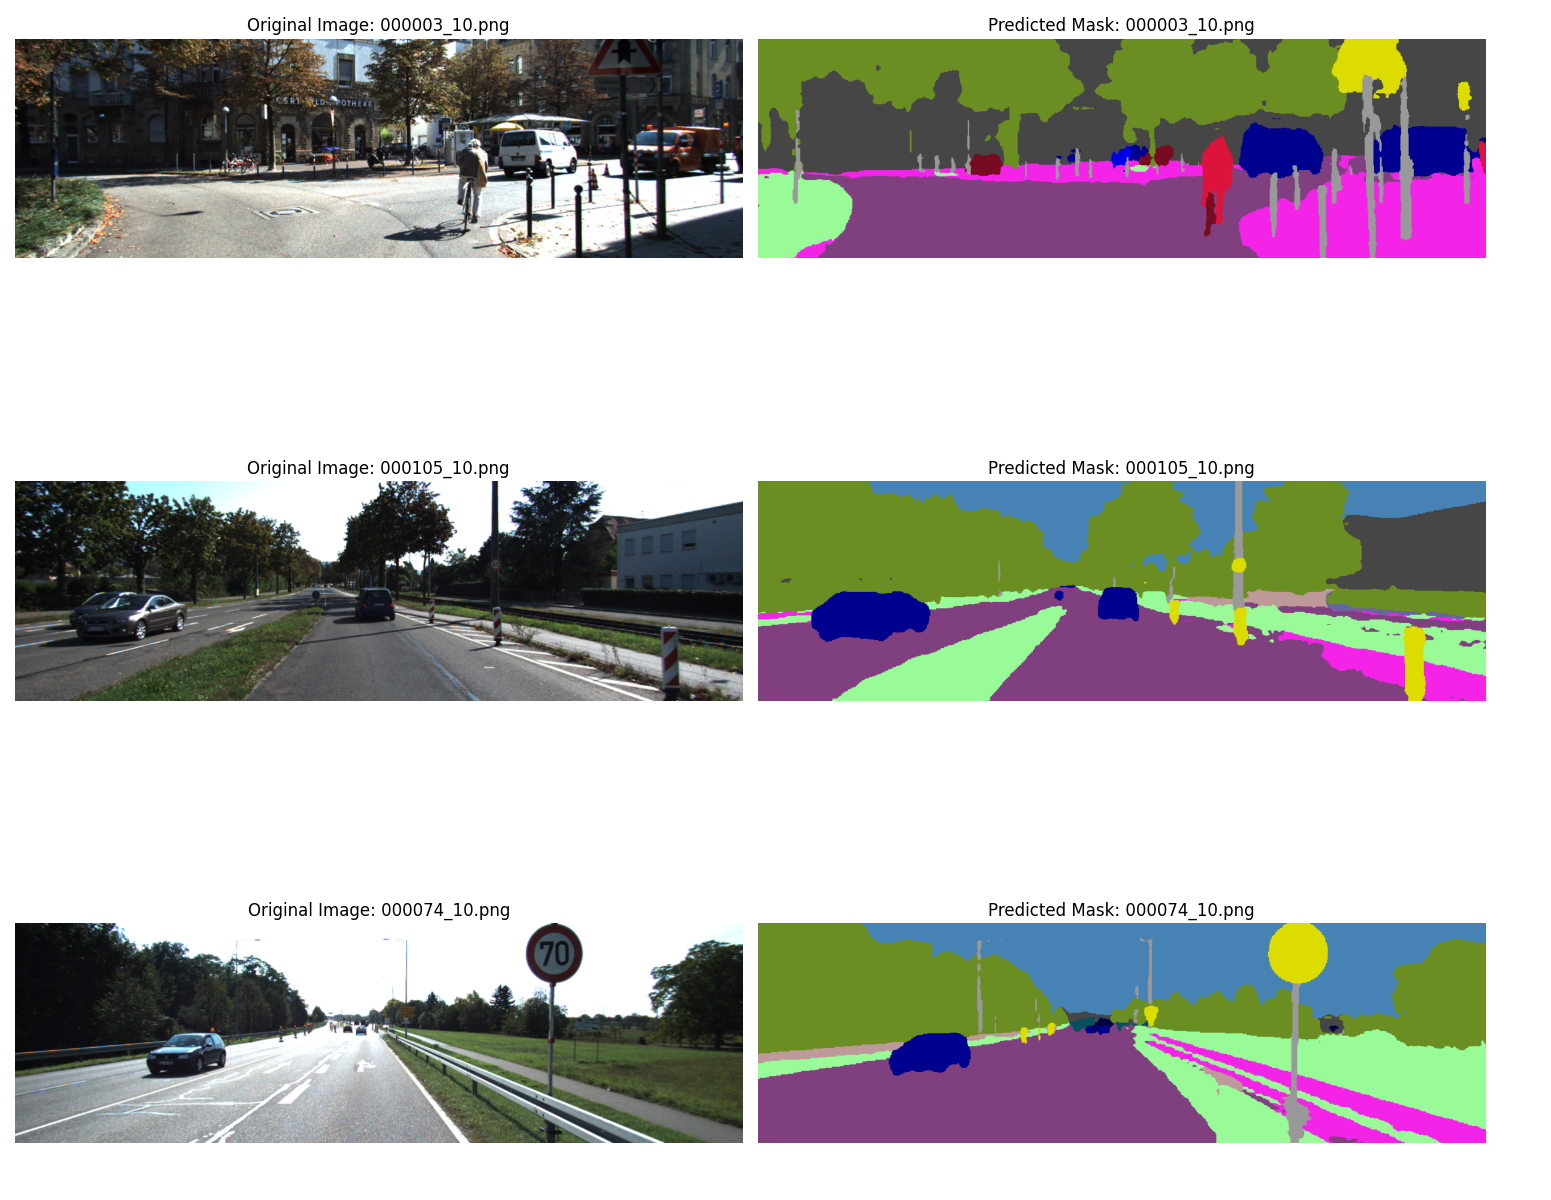 Original Image: 000003_10.png
Predicted Mask: 000003_10.png
Original Image: 000105_10.png
Predicted Mask: 000105_10.png
Original Image: 000074_10.png
Predicted Mask: 000074_10.png
70